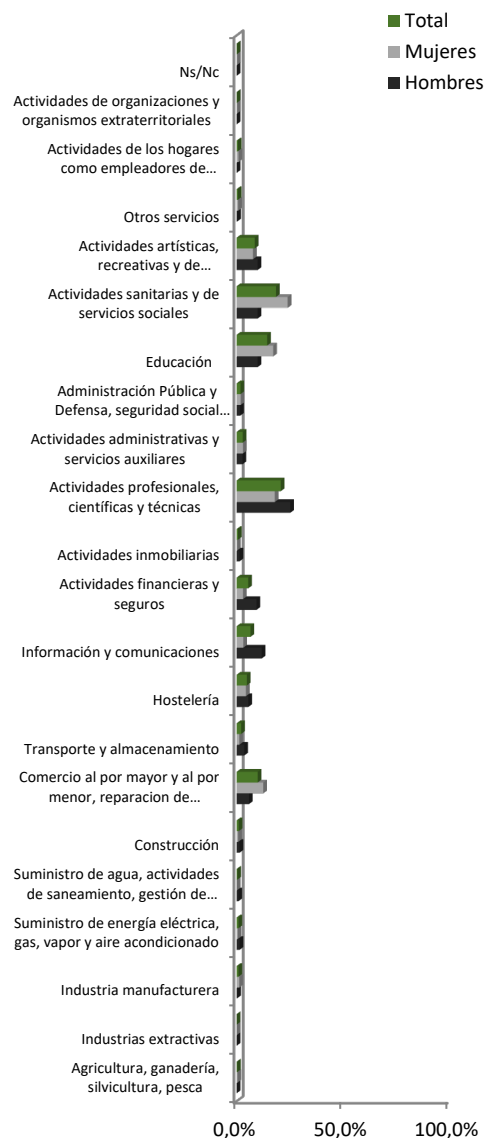 Total
Mujeres
Hombres
Ns/Nc
Actividades de organizaciones y
organismos extraterritoriales
Actividades de los hogares
como empleadores de…
Otros servicios
Actividades artísticas,
recreativas y de…
Actividades sanitarias y de
servicios sociales
Educación
Administración Pública y
Defensa, seguridad social…
Actividades administrativas y
servicios auxiliares
Actividades profesionales,
científicas y técnicas
Actividades inmobiliarias
Actividades financieras y
seguros
Información y comunicaciones
Hostelería
Transporte y almacenamiento
Comercio al por mayor y al por
menor, reparacion de…
Construcción
Suministro de agua, actividades
de saneamiento, gestión de…
Suministro de energía eléctrica,
gas, vapor y aire acondicionado
Industria manufacturera
Industrias extractivas
Agricultura, ganadería,
silvicultura, pesca
0,0% 50,0% 100,0%